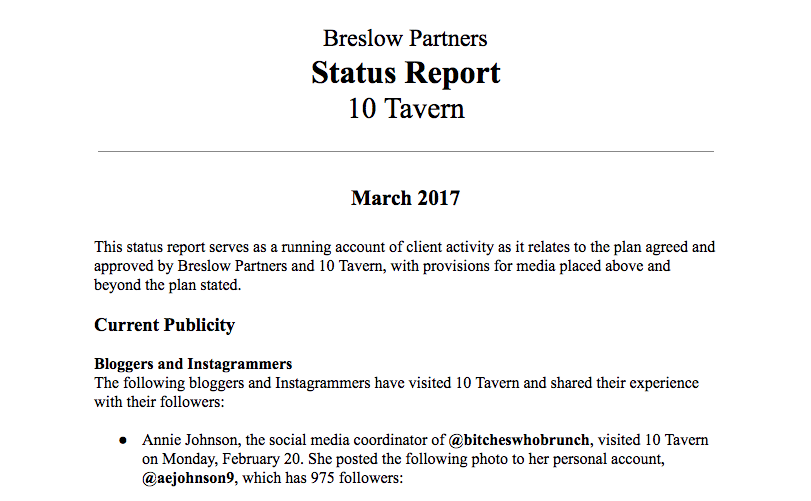 Breslow Partners
Status Report
10 Tavern
March 2017
This status report serves as a running account of client activity as it relates to the plan agreed and
approved by Breslow Partners and 10 Tavern, with provisions for media placed above and
beyond the plan stated.
Current Publicity
Bloggers and Instagrammers
The following bloggers and Instagrammers have visited 10 Tavern and shared their experience
with their followers:
● Annie Johnson, the social media coordinator of @bitcheswhobrunch, visited 10 Tavern
on Monday, February 20. She posted the following photo to her personal account,
@aejohnson9, which has 975 followers: